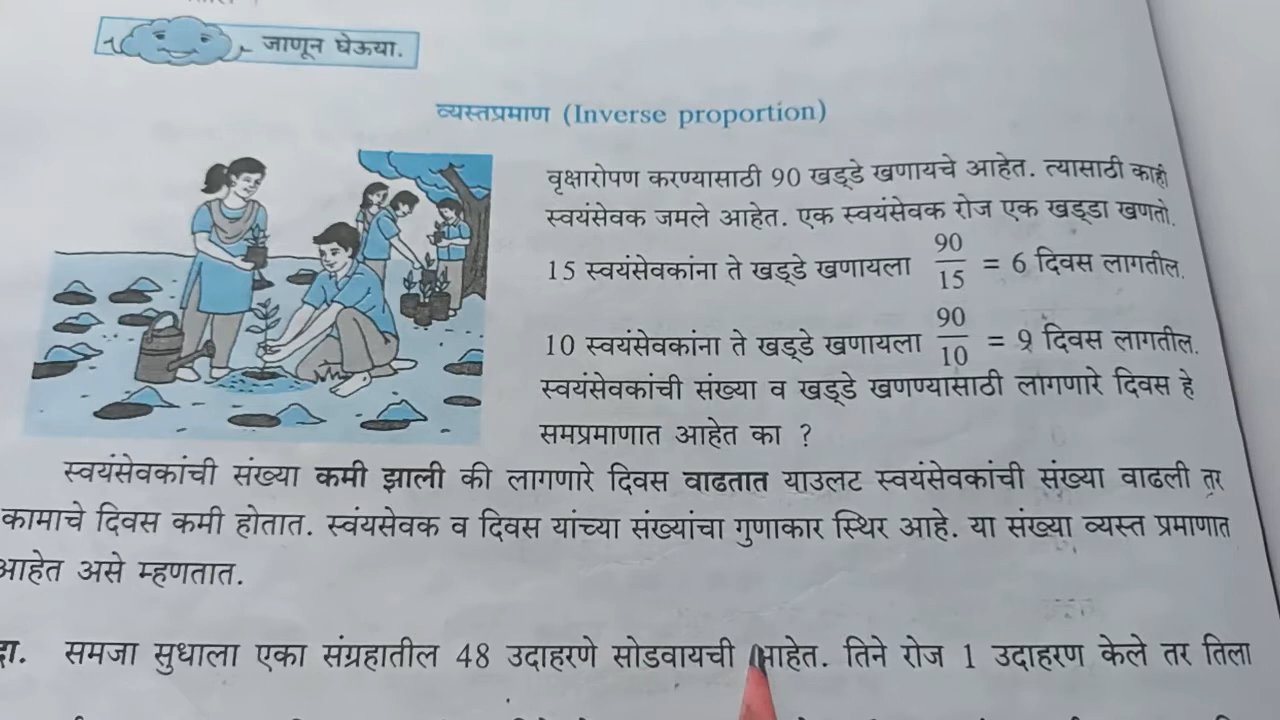 जाणून घेऊया.
व्यस्तप्रमाण (Inverse proportion)
वृक्षारोपण करण्यासाठी 90 खड्डे खणायचे आहेत. त्यासाठी काही
स्वयंसेवक जमले आहेत. एक स्वयंसेवक रोज एक खड्डा खणतो.
15 स्वयंसेवकांना ते खड्डे खणायला 90/15 = 6 दिवस लागतील.
10 स्वयंसेवकांना ते खड्डे खणायला 90/10 = 9 दिवस लागतील.
स्वयंसेवकांची संख्या व खड्डे खणण्यासाठी लागणारे दिवस हे
समप्रमाणात आहेत का ?
स्वयंसेवकांची संख्या कमी झाली की लागणारे दिवस वाढतात याउलट स्वयंसेवकांची संख्या वाढली तर
कामाचे दिवस कमी होतात. स्वंयसेवक व दिवस यांच्या संख्यांचा गुणाकार स्थिर आहे. या संख्या व्यस्त प्रमाणात
आहेत असे म्हणतात.
समजा सुधाला एका संग्रहातील 48 उदाहरणे सोडवायची आहेत. तिने रोज 1 उदाहरण केले तर तिला